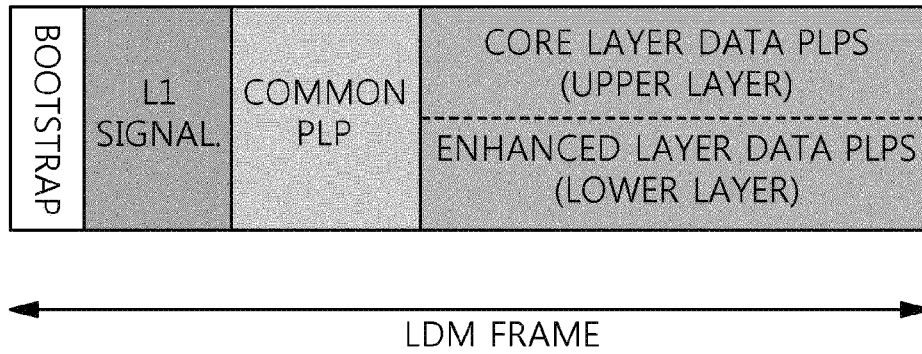 BOOTSTRAP
L1
SIGNAL.
COMMON
PLP
CORE LAYER DATA PLPS
(UPPER LAYER)
ENHANCED LAYER DATA PLPS
(LOWER LAYER)
LDM FRAME